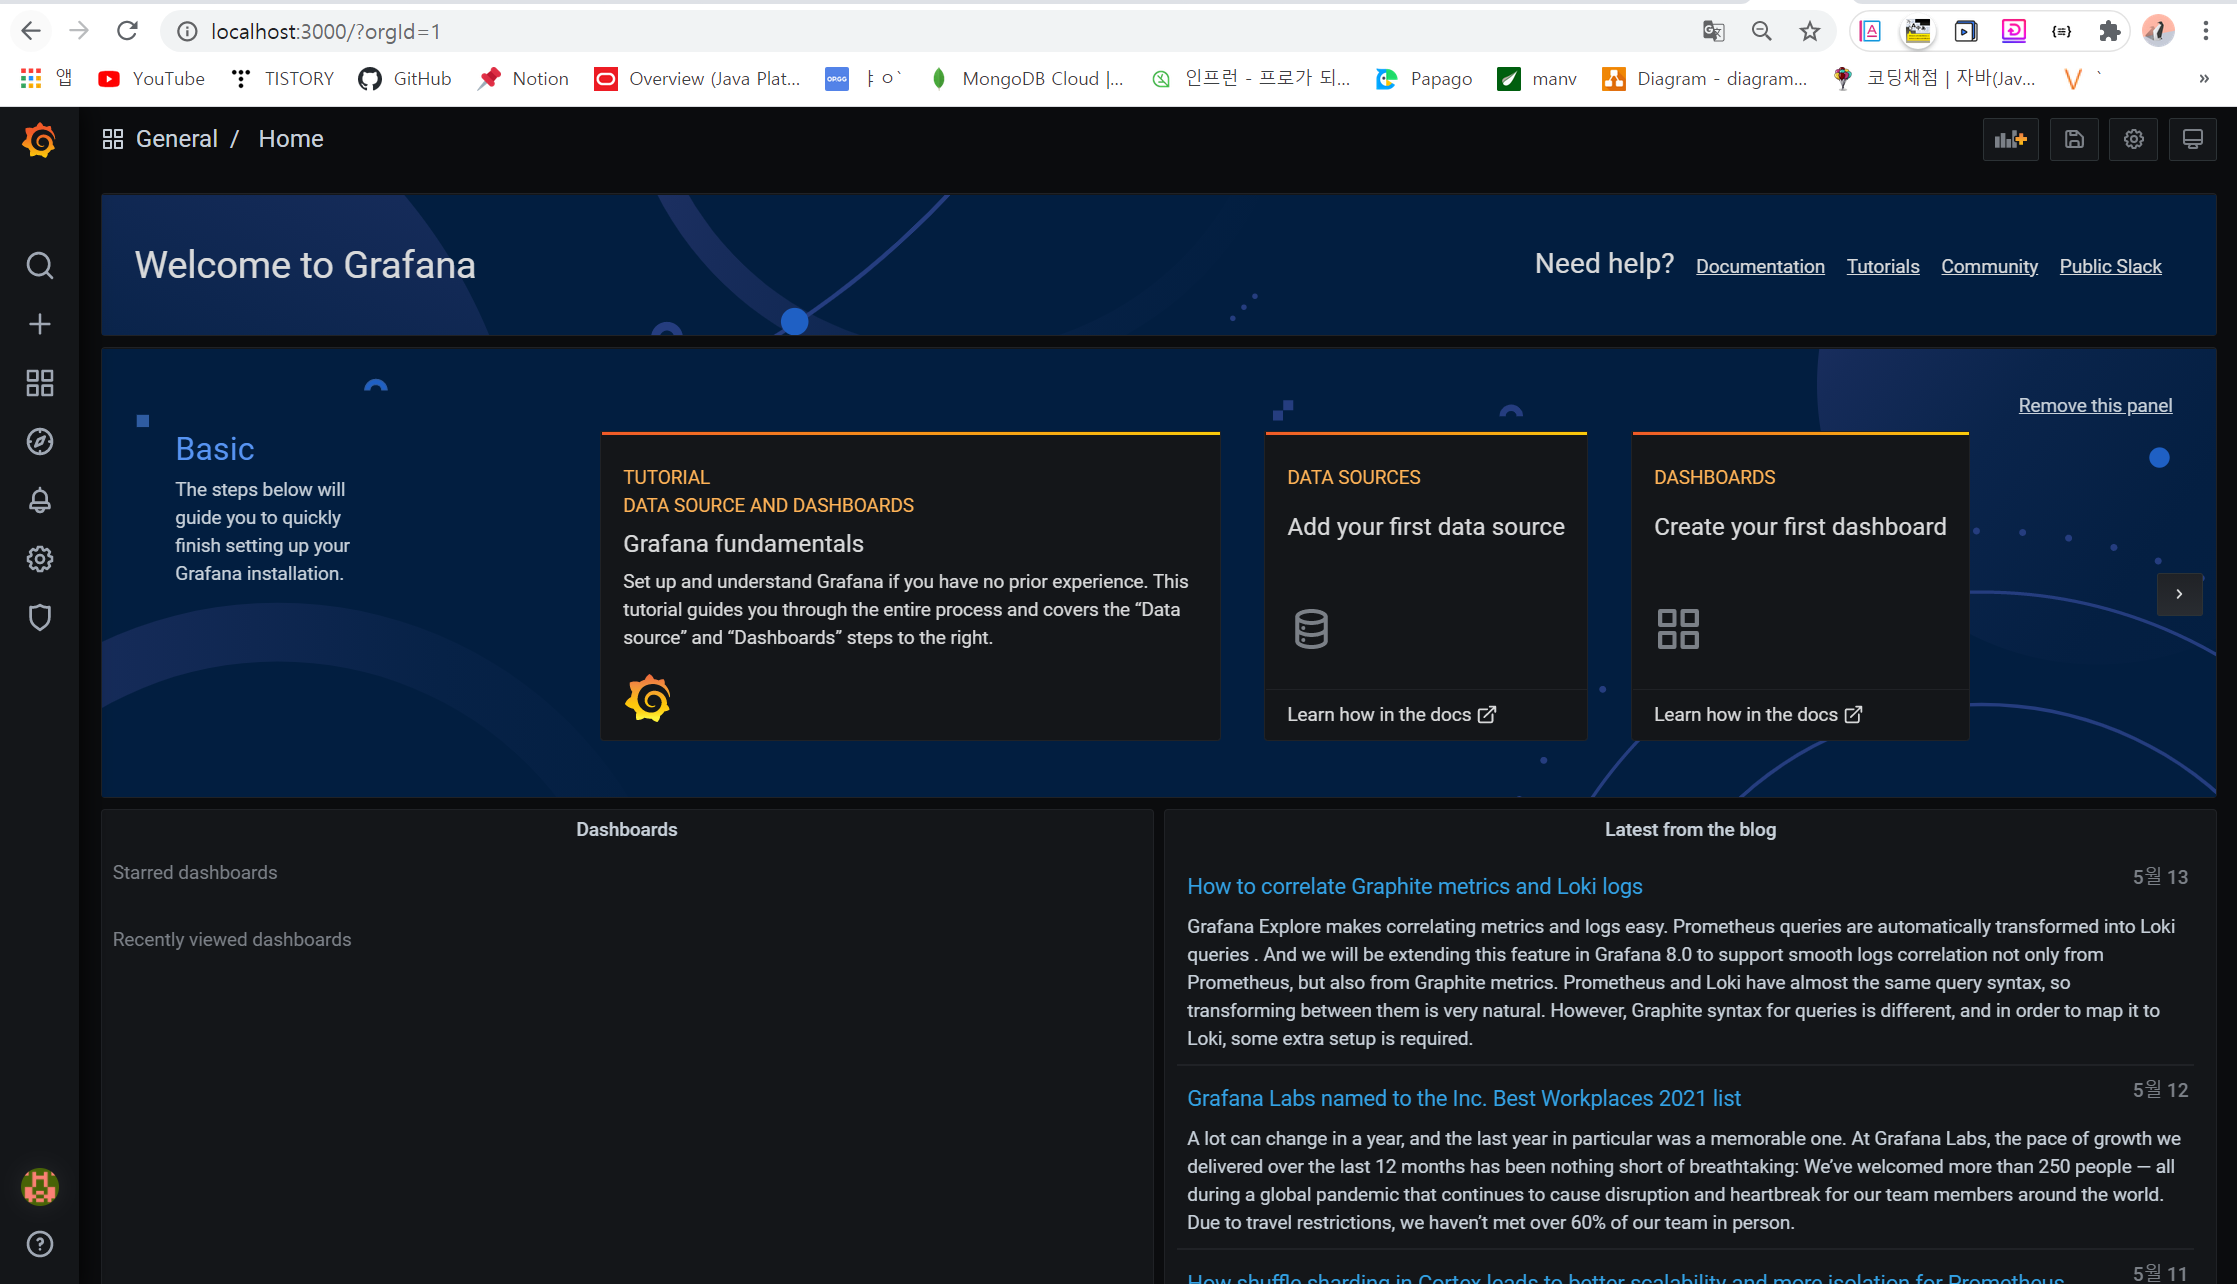 localhost:3000/?orgId=1
앱 YouTube TISTORY GitHub Notion Overview (Java Plat... OP.GG ㅑㅇ` MongoDB Cloud |... 인프런 - 프로가 되... Papago manv Diagram - diagram... 코딩채점 | 자바(Jav... ` »
General / Home
Welcome to Grafana
Need help? Documentation Tutorials Community Public Slack
Remove this panel
Basic
The steps below will
guide you to quickly
finish setting up your
Grafana installation.
TUTORIAL
DATA SOURCE AND DASHBOARDS
Grafana fundamentals
Set up and understand Grafana if you have no prior experience. This
tutorial guides you through the entire process and covers the “Data
source” and “Dashboards” steps to the right.
DATA SOURCES
Add your first data source
Learn how in the docs
DASHBOARDS
Create your first dashboard
Learn how in the docs
Dashboards
Starred dashboards
Recently viewed dashboards
Latest from the blog
How to correlate Graphite metrics and Loki logs
5월 13
Grafana Explore makes correlating metrics and logs easy. Prometheus queries are automatically transformed into Loki
queries . And we will be extending this feature in Grafana 8.0 to support smooth logs correlation not only from
Prometheus, but also from Graphite metrics. Prometheus and Loki have almost the same query syntax, so
transforming between them is very natural. However, Graphite syntax for queries is different, and in order to map it to
Loki, some extra setup is required.
Grafana Labs named to the Inc. Best Workplaces 2021 list
5월 12
A lot can change in a year, and the last year in particular was a memorable one. At Grafana Labs, the pace of growth we
delivered over the last 12 months has been nothing short of breathtaking: We’ve welcomed more than 250 people — all
during a global pandemic that continues to cause disruption and heartbreak for our team members around the world.
Due to travel restrictions, we haven’t met over 60% of our team in person.
How shuffle sharding in Cortex leads to better scalability and more isolation for Prometheus
5월 11